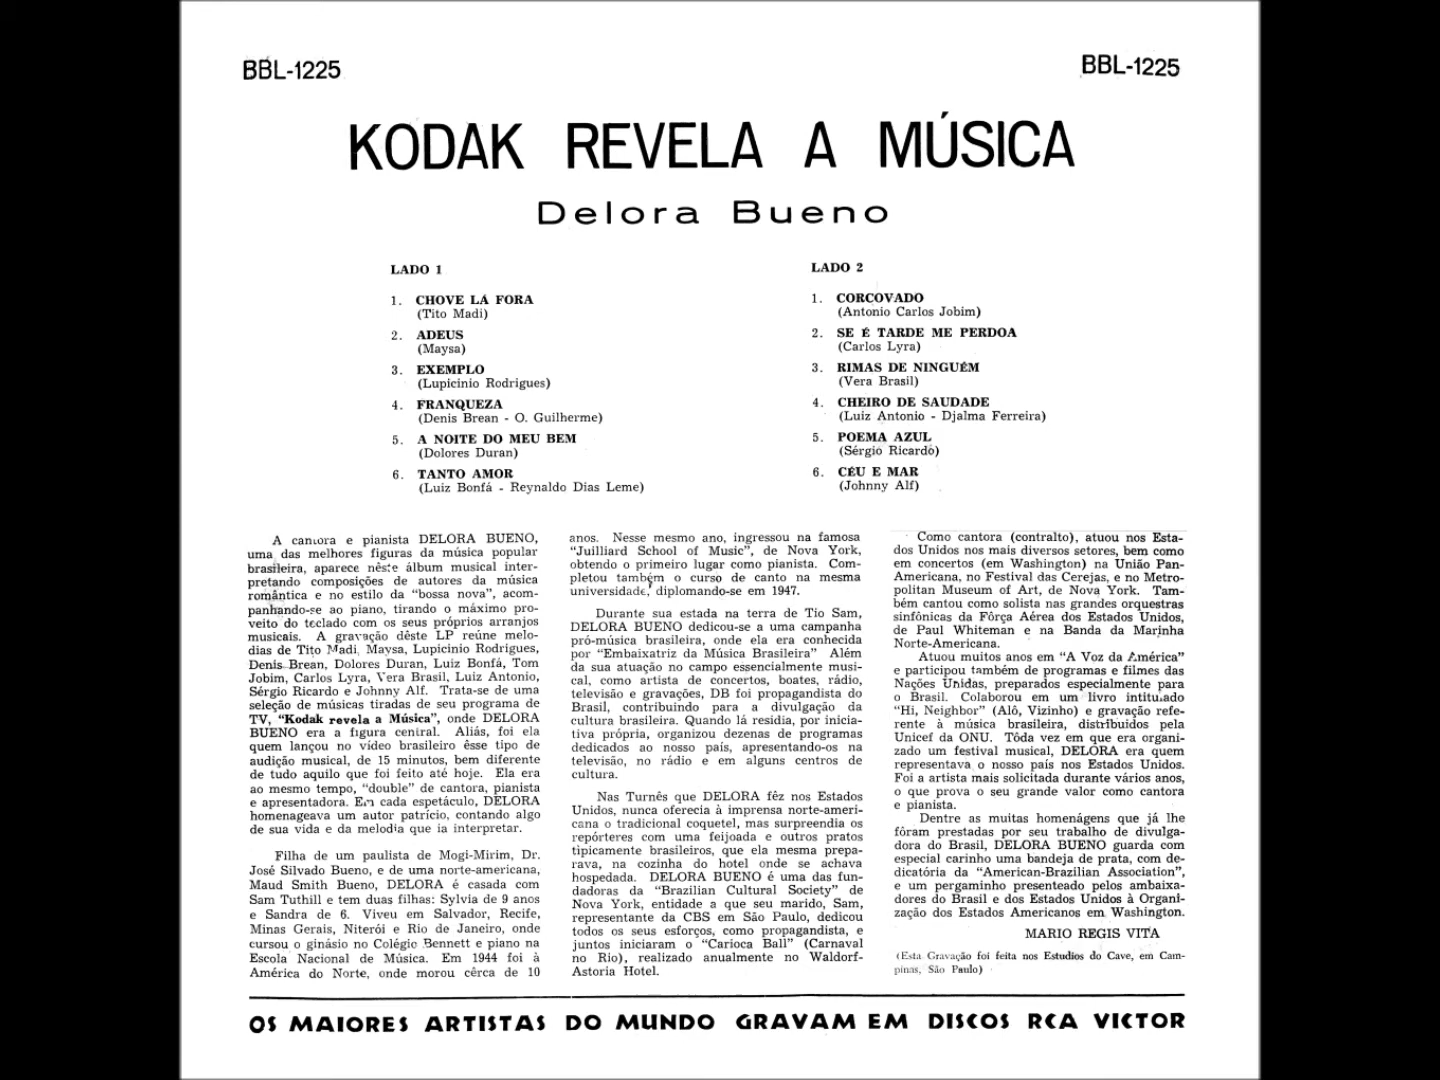 BBL-1225
BBL-1225
KODAK REVELA A MÚSICA
Delora Bueno
LADO 1
1. CHOVE LÁ FORA
(Tito Madi)
2. ADEUS
(Maysa)
3. EXEMPLO
(Lupicinio Rodrigues)
4. FRANQUEZA
(Denis Brean - O. Guilherme)
5. A NOITE DO MEU BEM
(Dolores Duran)
6. TANTO AMOR
(Luiz Bonfá - Reynaldo Dias Leme)
LADO 2
1. CORCOVADO
(Antonio Carlos Jobim)
2. SE É TARDE ME PERDOA
(Carlos Lyra)
3. RIMAS DE NINGUÉM
(Vera Brasil)
4. CHEIRO DE SAUDADE
(Luiz Antonio - Djalma Ferreira)
5. POEMA AZUL
(Sérgio Ricardo)
6. CÉU E MAR
(Johnny Alf)
A cantora e pianista DELORA BUENO,
uma das melhores figuras da música popular
brasileira, aparece nêste álbum musical inter-
pretando composições de autores da música
romântica e no estilo da "bossa nova", acom-
panhando-se ao piano, tirando o máximo pro-
veito do teclado com os seus próprios arranjos
musicais. A gravação dêste LP reúne melo-
dias de Tito Madi, Maysa, Lupicinio Rodrigues,
Denis Brean, Dolores Duran, Luiz Bonfá, Tom
Jobim, Carlos Lyra, Vera Brasil, Luiz Antonio,
Sérgio Ricardo e Johnny Alf. Trata-se de uma
seleção de músicas tiradas de seu programa de
TV, "Kodak revela a Música", onde DELORA
BUENO era a figura central. Aliás, foi ela
quem lançou no vídeo brasileiro êsse tipo de
audição musical, de 15 minutos, bem diferente
de tudo aquilo que foi feito até hoje. Ela era
ao mesmo tempo, "double" de cantora, pianista
e apresentadora. Em cada espetáculo, DELORA
homenageava um autor patrício, contando algo
de sua vida e da melodia que ia interpretar.
Filha de um paulista de Mogi-Mirim, Dr.
José Silvado Bueno, e de uma norte-americana,
Maud Smith Bueno, DELORA é casada com
Sam Tuthill e tem duas filhas: Sylvia de 9 anos
e Sandra de 6. Viveu em Salvador, Recife,
Minas Gerais, Niterói e Rio de Janeiro, onde
cursou o ginásio no Colégio Bennett e piano na
Escola Nacional de Música. Em 1944 foi à
América do Norte, onde morou cêrca de 10
anos. Nesse mesmo ano, ingressou na famosa
"Juilliard School of Music", de Nova York,
obtendo o primeiro lugar como pianista. Com-
pletou também o curso de canto na mesma
universidade, diplomando-se em 1947.
Durante sua estada na terra de Tio Sam,
DELORA BUENO dedicou-se a uma campanha
pró-música brasileira, onde ela era conhecida
por "Embaixatriz da Música Brasileira" Além
da sua atuação no campo essencialmente musi-
cal, como artista de concertos, boates, rádio,
televisão e gravações, DB foi propagandista do
Brasil, contribuindo para a divulgação da
cultura brasileira. Quando lá residia, por inicia-
tiva própria, organizou dezenas de programas
dedicados ao nosso país, apresentando-os na
televisão, no rádio e em alguns centros de
cultura.
Nas Turnês que DELORA fêz nos Estados
Unidos, nunca oferecia à imprensa norte-ameri-
cana o tradicional coquetel, mas surpreendia os
repórteres com uma feijoada e outros pratos
tipicamente brasileiros, que ela mesma prepa-
rava, na cozinha do hotel onde se achava
hospedada. DELORA BUENO é uma das fun-
dadoras da "Brazilian Cultural Society" de
Nova York, entidade a que seu marido, Sam,
representante da CBS em São Paulo, dedicou
todos os seus esforços, como propagandista, e
juntos iniciaram o "Carioca Ball" (Carnaval
no Rio), realizado anualmente no Waldorf-
Astoria Hotel.
Como cantora (contralto), atuou nos Esta-
dos Unidos nos mais diversos setores, bem como
em concertos (em Washington) na União Pan-
Americana, no Festival das Cerejas, e no Metro-
politan Museum of Art, de Nova York. Tam-
bém cantou como solista nas grandes orquestras
sinfônicas da Fôrça Aérea dos Estados Unidos,
de Paul Whiteman e na Banda da Marinha
Norte-Americana.
Atuou muitos anos em "A Voz da América"
e participou também de programas e filmes das
Nações Unidas, preparados especialmente para
o Brasil. Colaborou em um livro intitulado
"Hi, Neighbor" (Alô, Vizinho) e gravação refe-
rente à música brasileira, distribuidos pela
Unicef da ONU. Tôda vez em que era organi-
zado um festival musical, DELORA era quem
representava o nosso país nos Estados Unidos.
Foi a artista mais solicitada durante vários anos,
o que prova o seu grande valor como cantora
e pianista.
Dentre as muitas homenágens que já lhe
fôram prestadas por seu trabalho de divulga-
dora do Brasil, DELORA BUENO guarda com
especial carinho uma bandeja de prata, com de-
dicatória da "American-Brazilian Association",
e um pergaminho presenteado pelos ambaixa-
dores do Brasil e dos Estados Unidos à Organi-
zação dos Estados Americanos em Washington.
MARIO REGIS VITA
(Esta Gravação foi feita nos Estudios do Cave, em Cam-
pinas, São Paulo)
OS MAIORES ARTISTAS DO MUNDO GRAVAM EM DISCOS RCA VICTOR